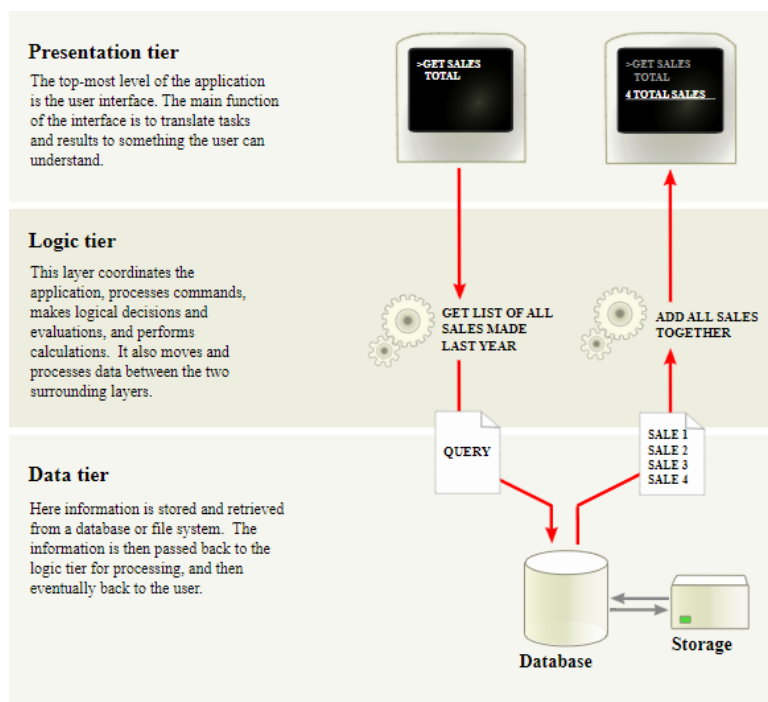 Presentation tier
The top-most level of the application
is the user interface. The main function
of the interface is to translate tasks
and results to something the user can
understand.
>GET SALES
TOTAL
>GET SALES
TOTAL
4 TOTAL SALES
Logic tier
This layer coordinates the
application, processes commands,
makes logical decisions and
evaluations, and performs
calculations.  It also moves and
processes data between the two
surrounding layers.
GET LIST OF ALL
SALES MADE
LAST YEAR
ADD ALL SALES
TOGETHER
QUERY
SALE 1
SALE 2
SALE 3
SALE 4
Data tier
Here information is stored and retrieved
from a database or file system.  The
information is then passed back to the
logic tier for processing, and then
eventually back to the user.
Database
Storage